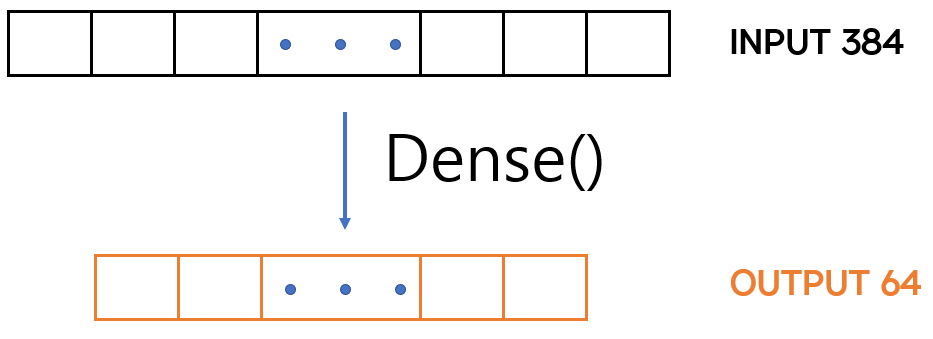 INPUT 384
Dense()
OUTPUT 64